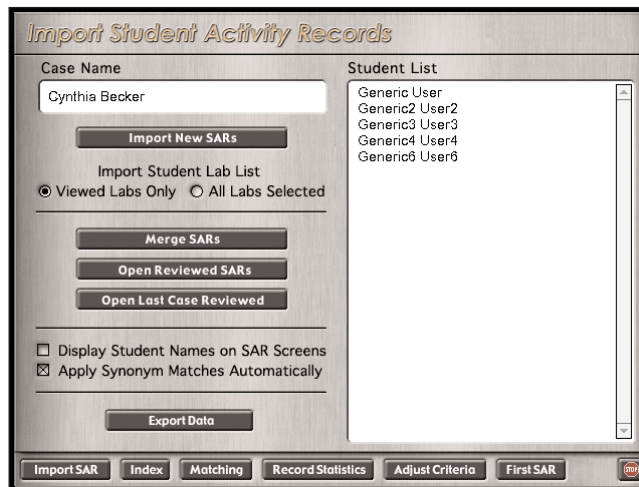 Import Student Activity Records
Case Name
Cynthia Becker
Import New SARs
Import Student Lab List
Viewed Labs Only
All Labs Selected
Merge SARs
Open Reviewed SARs
Open Last Case Reviewed
Display Student Names on SAR Screens
Apply Synonym Matches Automatically
Export Data
Student List
Generic User
Generic2 User2
Generic3 User3
Generic4 User4
Generic6 User6
Import SAR
Index
Matching
Record Statistics
Adjust Criteria
First SAR
STOP